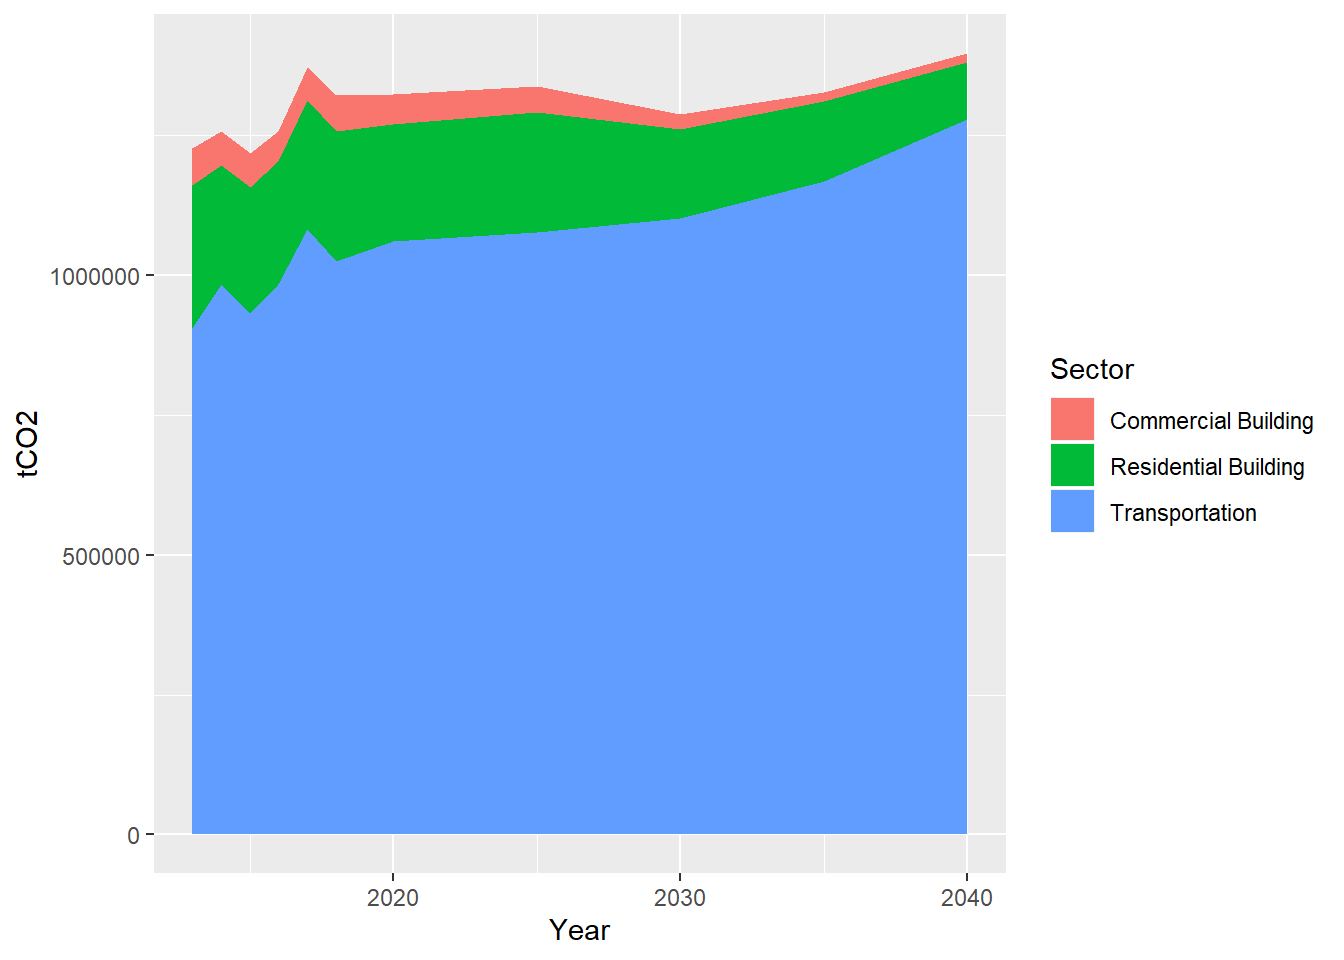 1000000
500000
0
tCO2
2020
2030
2040
Year
Sector
Commercial Building
Residential Building
Transportation